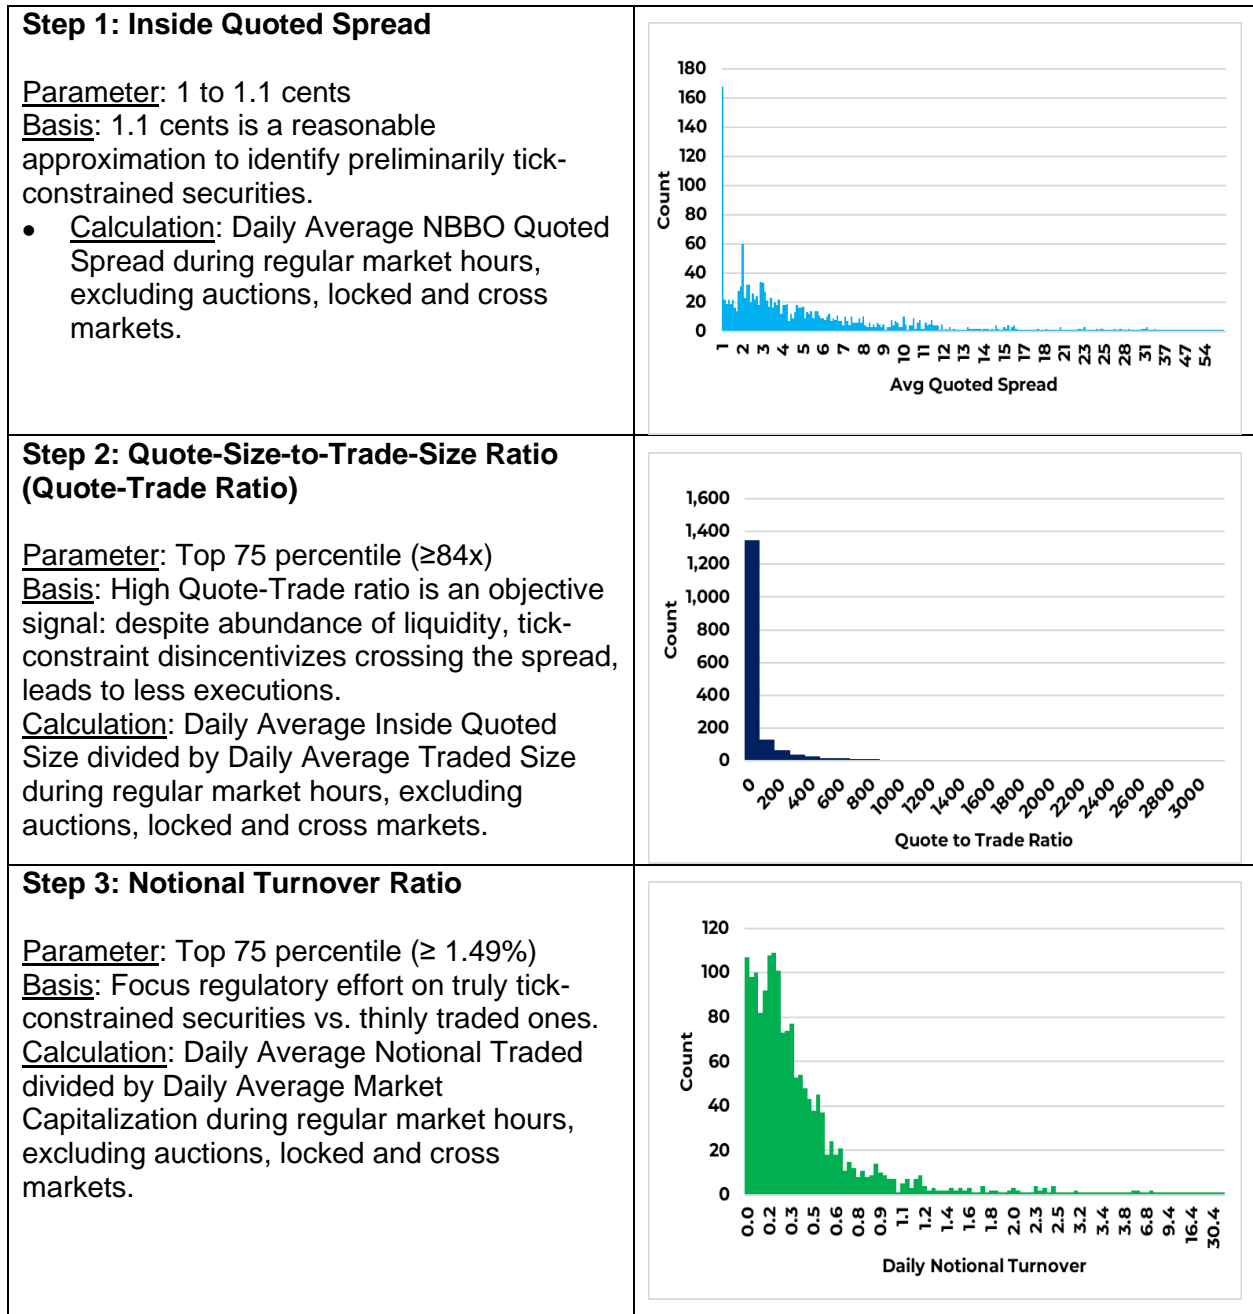 Step 1: Inside Quoted Spread
Parameter: 1 to 1.1 cents
Basis: 1.1 cents is a reasonable
approximation to identify preliminarily tick-
constrained securities.
● Calculation: Daily Average NBBO Quoted
Spread during regular market hours,
excluding auctions, locked and cross
markets.
180
160
140
120
100
80
60
40
20
0
Count
1 2 3 4 5 6 7 8 9 10 11 12 13 14 15 17 18 21 23 25 28 31 37 47 54
Avg Quoted Spread
Step 2: Quote-Size-to-Trade-Size Ratio
(Quote-Trade Ratio)
Parameter: Top 75 percentile (≥84x)
Basis: High Quote-Trade ratio is an objective
signal: despite abundance of liquidity, tick-
constraint disincentivizes crossing the spread,
leads to less executions.
Calculation: Daily Average Inside Quoted
Size divided by Daily Average Traded Size
during regular market hours, excluding
auctions, locked and cross markets.
1,600
1,400
1,200
1,000
800
600
400
200
0
Count
0 200 400 600 800 1000 1200 1400 1600 1800 2000 2200 2400 2600 2800 3000
Quote to Trade Ratio
Step 3: Notional Turnover Ratio
Parameter: Top 75 percentile (≥ 1.49%)
Basis: Focus regulatory effort on truly tick-
constrained securities vs. thinly traded ones.
Calculation: Daily Average Notional Traded
divided by Daily Average Market
Capitalization during regular market hours,
excluding auctions, locked and cross
markets.
120
100
80
60
40
20
0
Count
0.0 0.2 0.3 0.5 0.6 0.8 0.9 1.1 1.2 1.4 1.6 1.8 2.0 2.3 2.5 3.2 3.4 3.8 6.8 9.4 16.4 30.4
Daily Notional Turnover